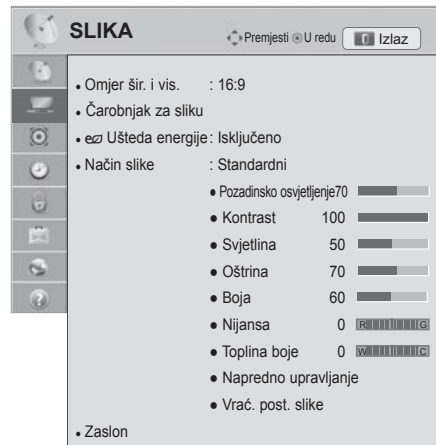 SLIKA Premjesti U redu Izlaz
• Omjer šir. i vis. : 16:9
• Čarobnjak za sliku
• Ušteda energije : Isključeno
• Način slike : Standardni
• Pozadinsko osvjetljenje70
• Kontrast 100
• Svjetlina 50
• Oštrina 70
• Boja 60
• Nijansa 0 R G
• Toplina boje 0 W C
• Napredno upravljanje
• Vrać. post. slike
• Zaslon